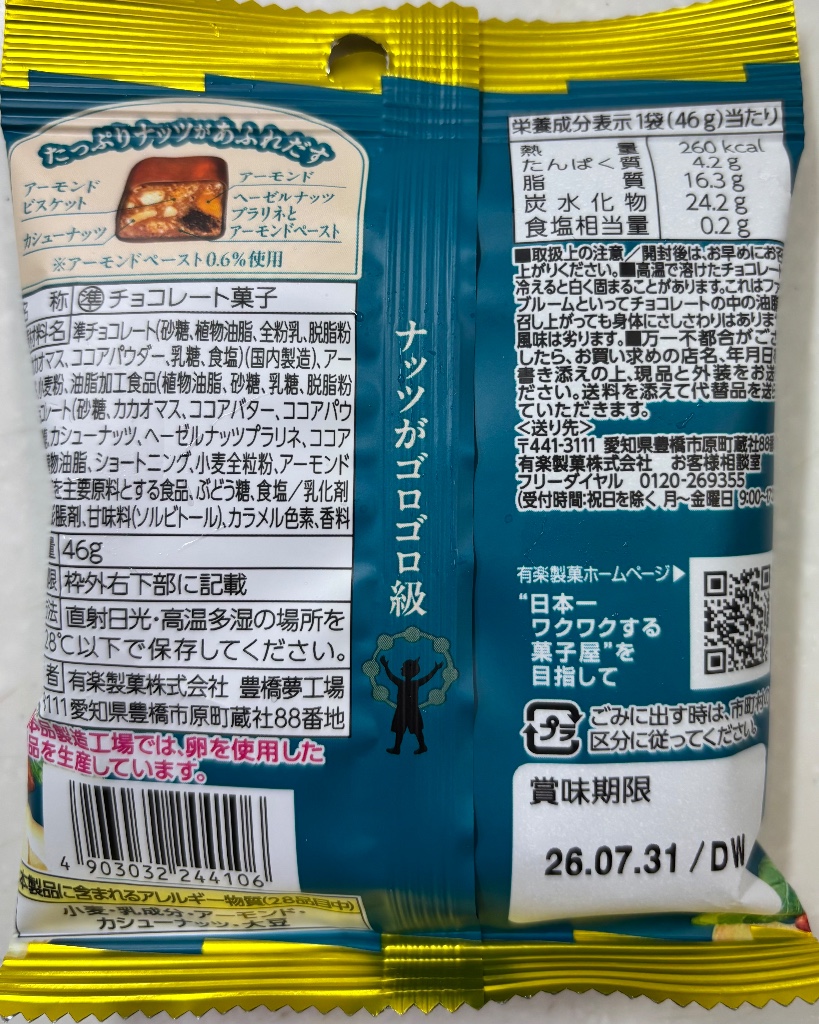 たっぷりナッツがあふれだす
アーモンド
ビスケット
カシューナッツ
アーモンド
ヘーゼルナッツ
プラリネと
アーモンドペースト
※アーモンドペースト0.6%使用
称 準 チョコレート菓子
材料名 準チョコレート(砂糖、植物油脂、全粉乳、脱脂粉
カオマス、ココアパウダー、乳糖、食塩)(国内製造)、アー
小麦粉、油脂加工食品(植物油脂、砂糖、乳糖、脱脂粉
コレート(砂糖、カカオマス、ココアバター、ココアパウ
、カシューナッツ、ヘーゼルナッツプラリネ、ココア
物油脂、ショートニング、小麦全粒粉、アーモンド
を主要原料とする食品、ぶどう糖、食塩/乳化剤
膨脹剤、甘味料(ソルビトール)、カラメル色素、香料
量 46g
限 枠外右下部に記載
法 直射日光・高温多湿の場所を
28℃以下で保存してください。
者 有楽製菓株式会社 豊橋夢工場
3111 愛知県豊橋市原町蔵社88番地
本品製造工場では、卵を使用した
品を生産しています。
4 903032 244106
本製品に含まれるアレルギー物質(28品目中)
小麦・乳成分・アーモンド・
カシューナッツ・大豆
ナッツがゴロゴロ級
栄養成分表示1袋(46g)当たり
熱量 260kcal
たんぱく質 4.2g
脂質 16.3g
炭水化物 24.2g
食塩相当量 0.2g
■取扱上の注意/開封後は、お早めにお召
上がりください。■高温で溶けたチョコレー
冷えると白く固まることがあります。これはファ
ブルームといってチョコレートの中の油脂
召し上がっても身体にさしさわりはありま
風味は劣ります。■万一不都合がござ
したら、お買い求めの店名、年月日を
書き添えの上、現品と外装をお送
ださい。送料を添えて代替品を送
ていただきます。
<送り先>
〒441-3111 愛知県豊橋市原町蔵社88番
有楽製菓株式会社 お客様相談室
フリーダイヤル 0120-269355
(受付時間:祝日を除く 月~金曜日 9:00~17
有楽製菓ホームページ▶
“日本一
ワクワクする
菓子屋”を
目指して
プラ
ごみに出す時は、市町村の
区分に従ってください。
賞味期限
26.07.31/DW